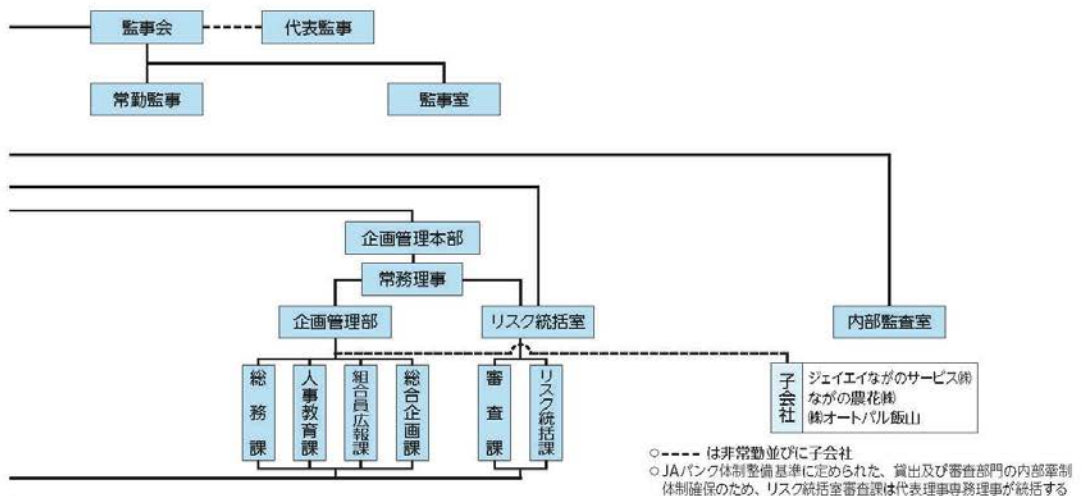 監事会
代表監事
常勤監事
監事室
企画管理本部
常務理事
企画管理部
リスク統括室
内部監査室
総務課
人事教育課
組合員広報課
総合企画課
審査課
リスク統括課
子会社
ジェイエイながのサービス㈱
ながの農花㈱
㈱オートパル飯山
○---- は非常勤並びに子会社
○JAバンク体制整備基準に定められた、貸出及び審査部門の内部牽制
体制確保のため、リスク統括室審査課は代表理事専務理事が統括する